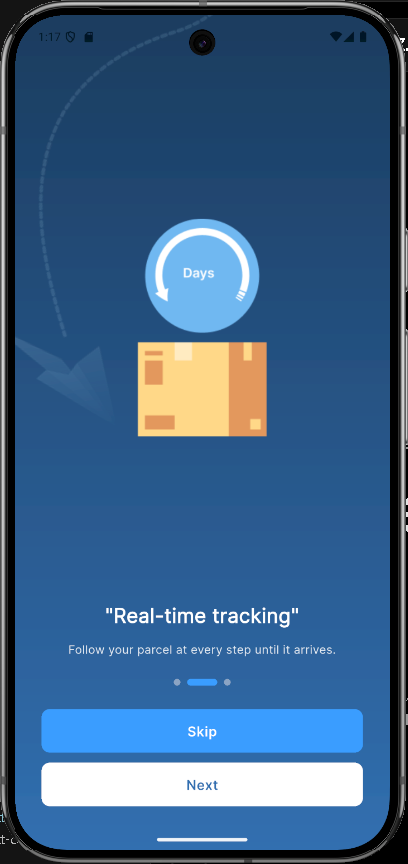 1:17
Days
"Real-time tracking"
Follow your parcel at every step until it arrives.
Skip
Next